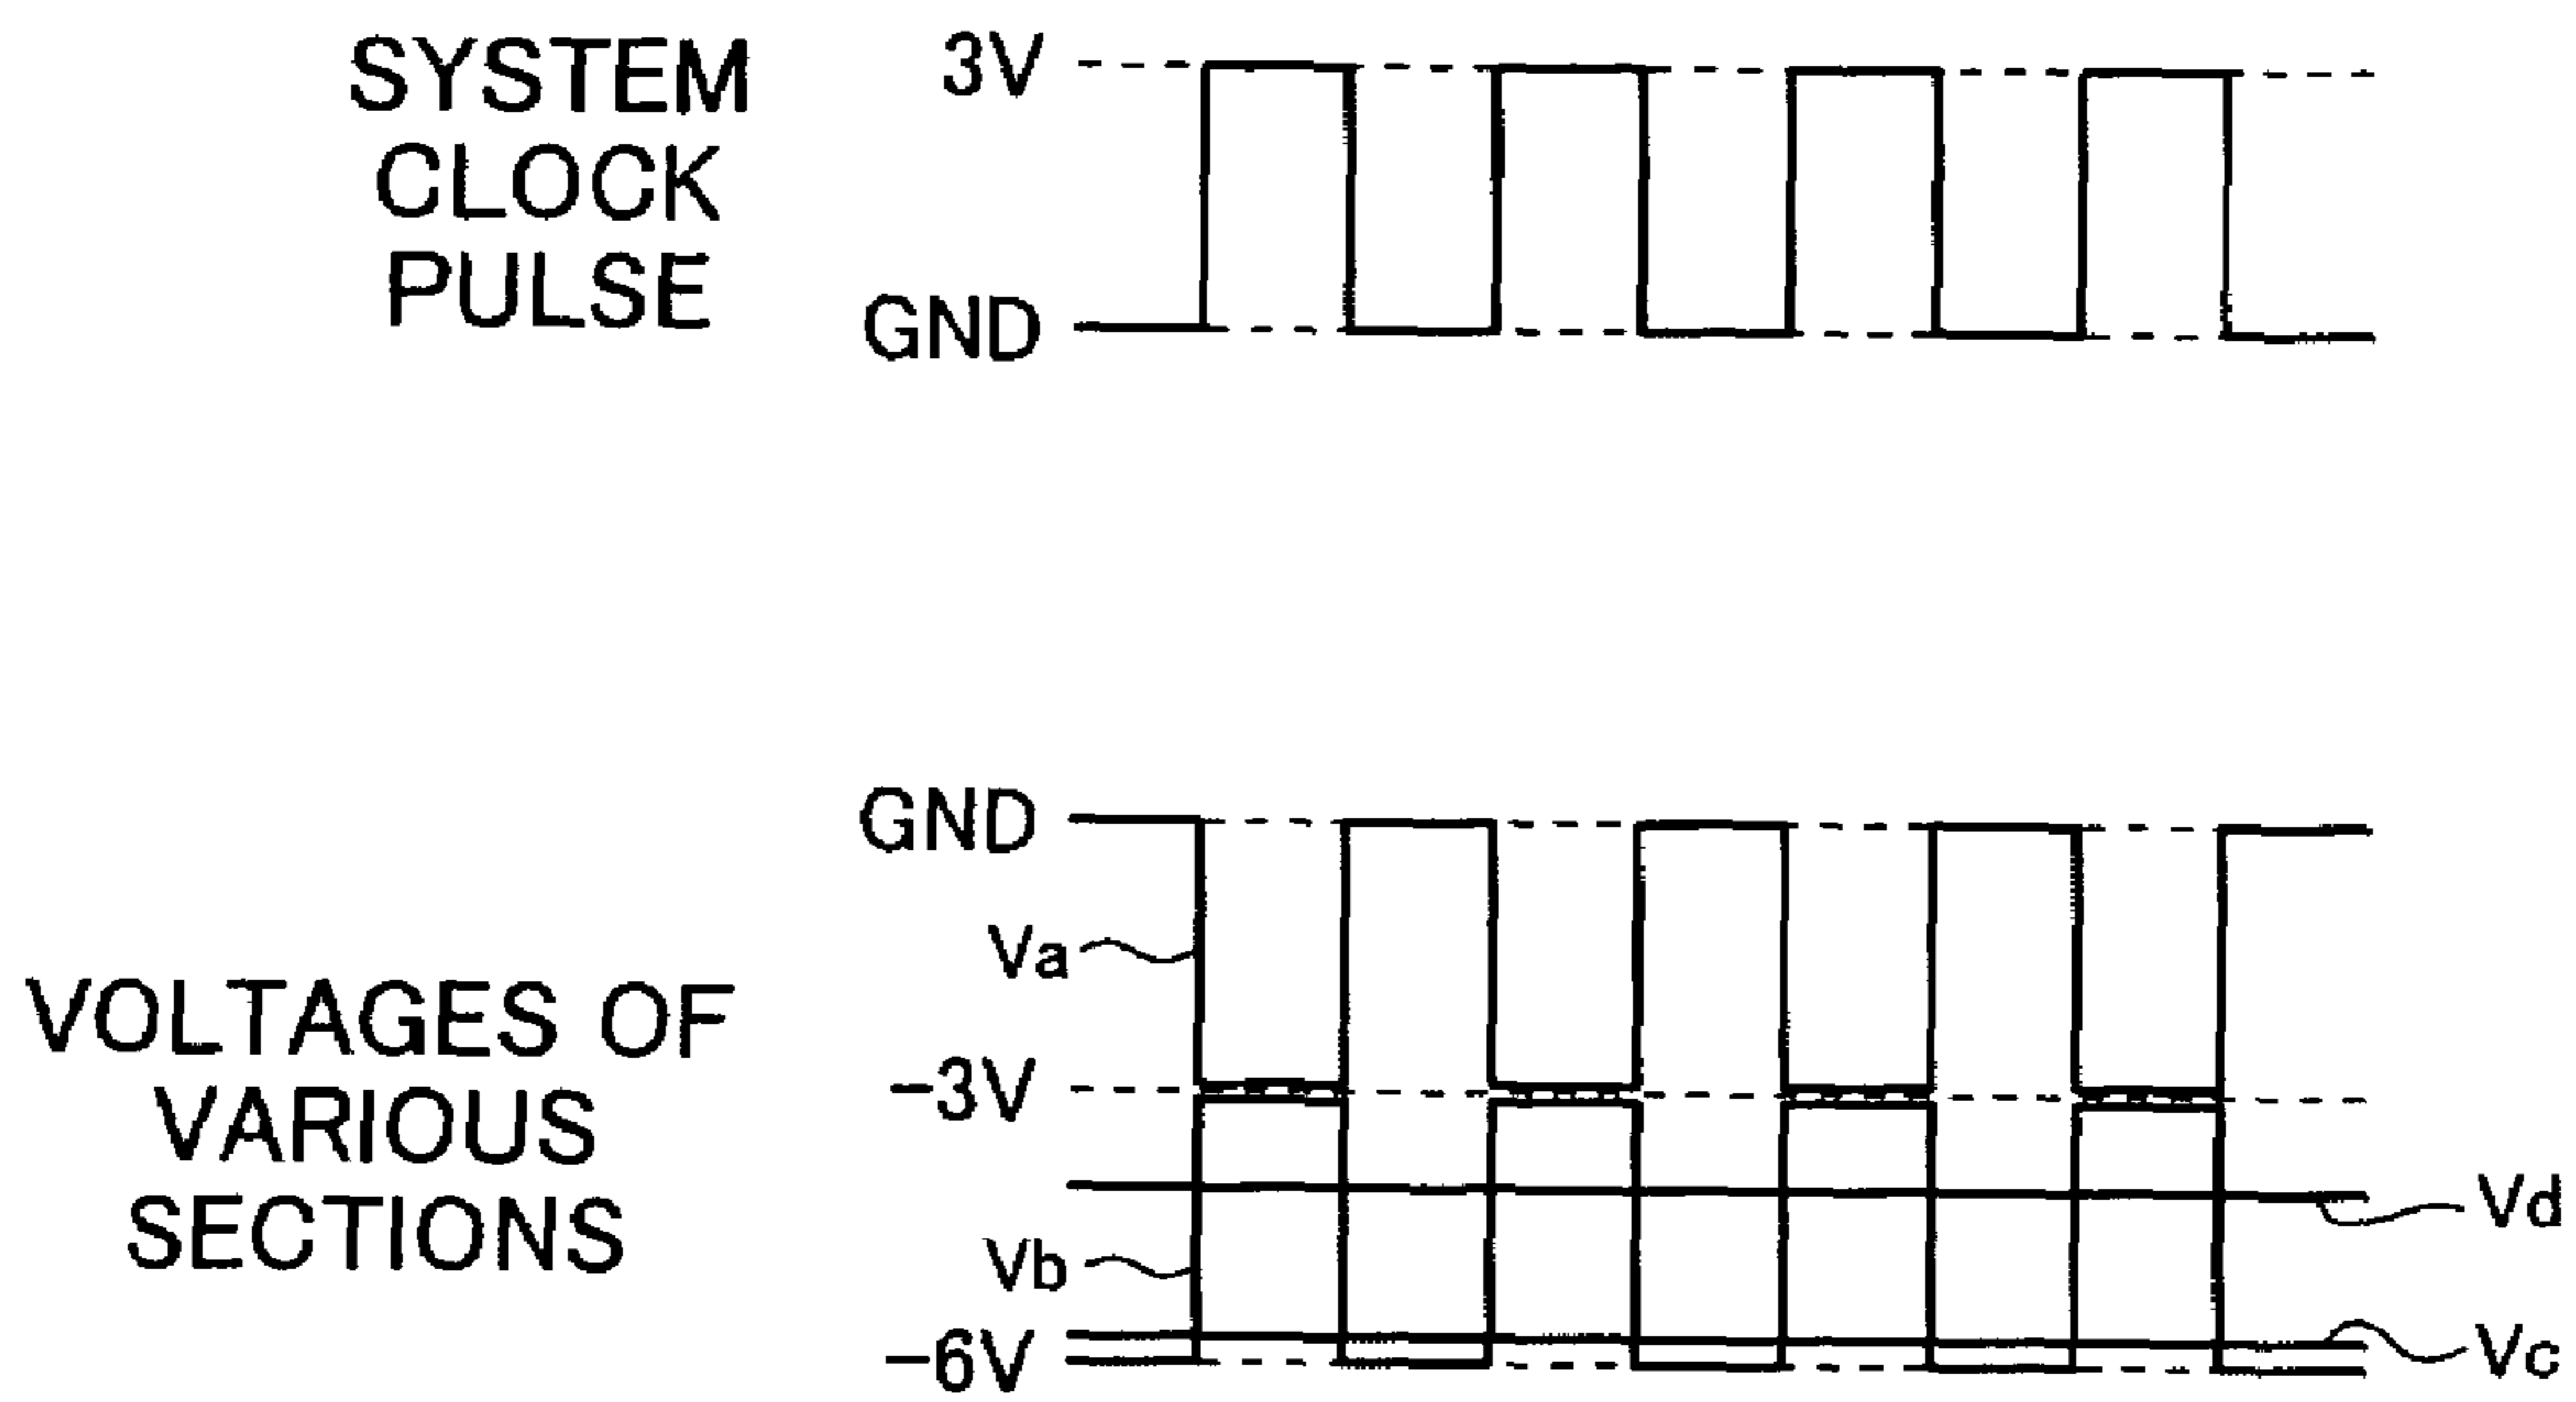 SYSTEM
CLOCK
PULSE
3V
GND
GND
Va
VOLTAGES OF
VARIOUS
SECTIONS
−3V
Vd
Vb
−6V
Vc